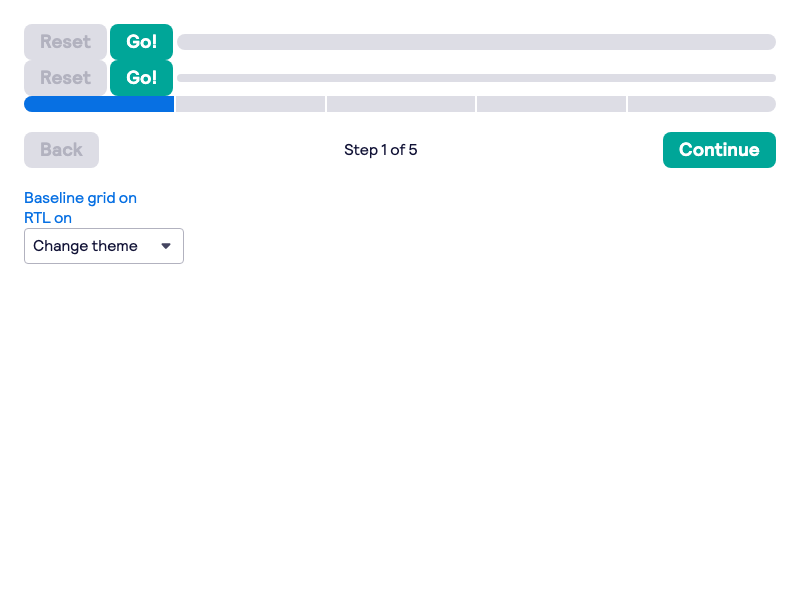 Reset Go!
Reset Go!
Back Step 1 of 5 Continue
Baseline grid on
RTL on
Change theme